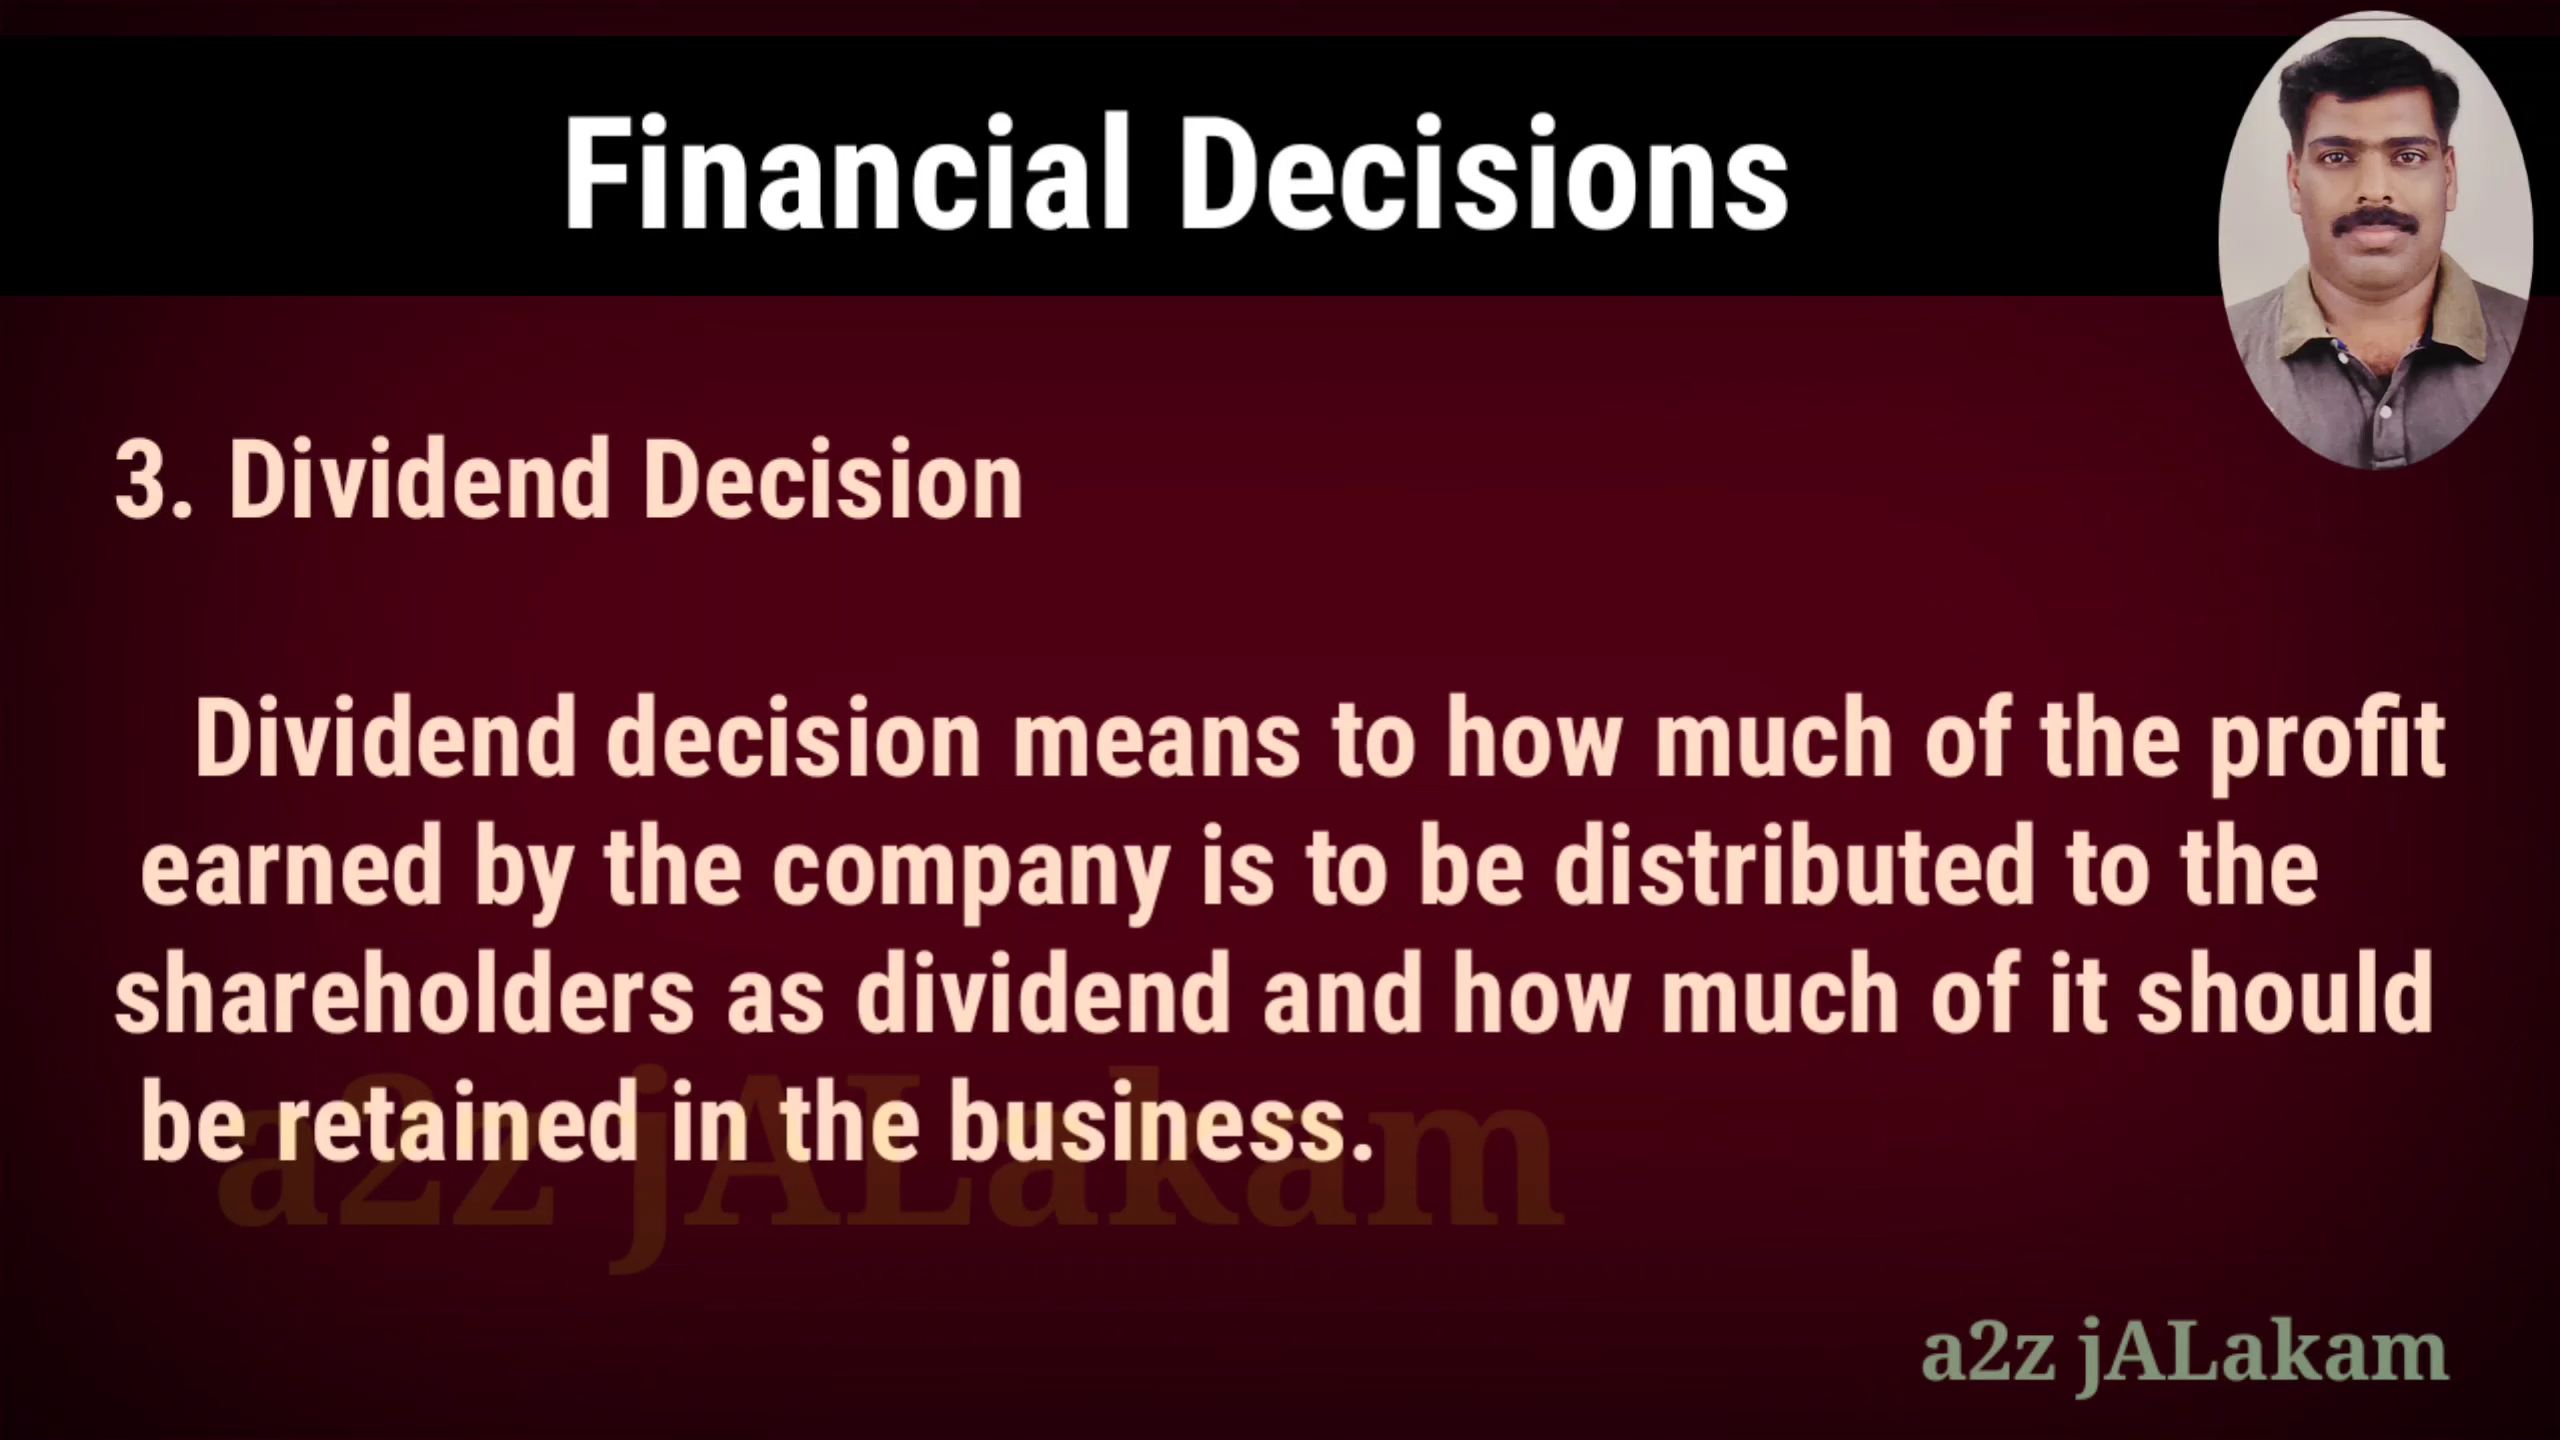 Financial Decisions
3. Dividend Decision
Dividend decision means to how much of the profit
earned by the company is to be distributed to the
shareholders as dividend and how much of it should
be retained in the business.
a2z jALakam
a2z jALakam